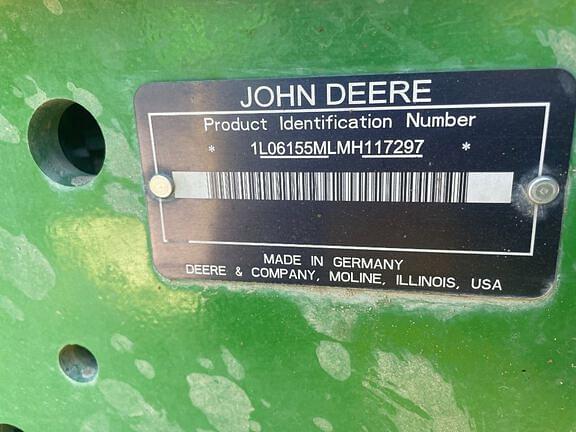 JOHN DEERE
Product Identification Number
* 1L06155MLMH117297 *
MADE IN GERMANY
DEERE & COMPANY, MOLINE, ILLINOIS, USA